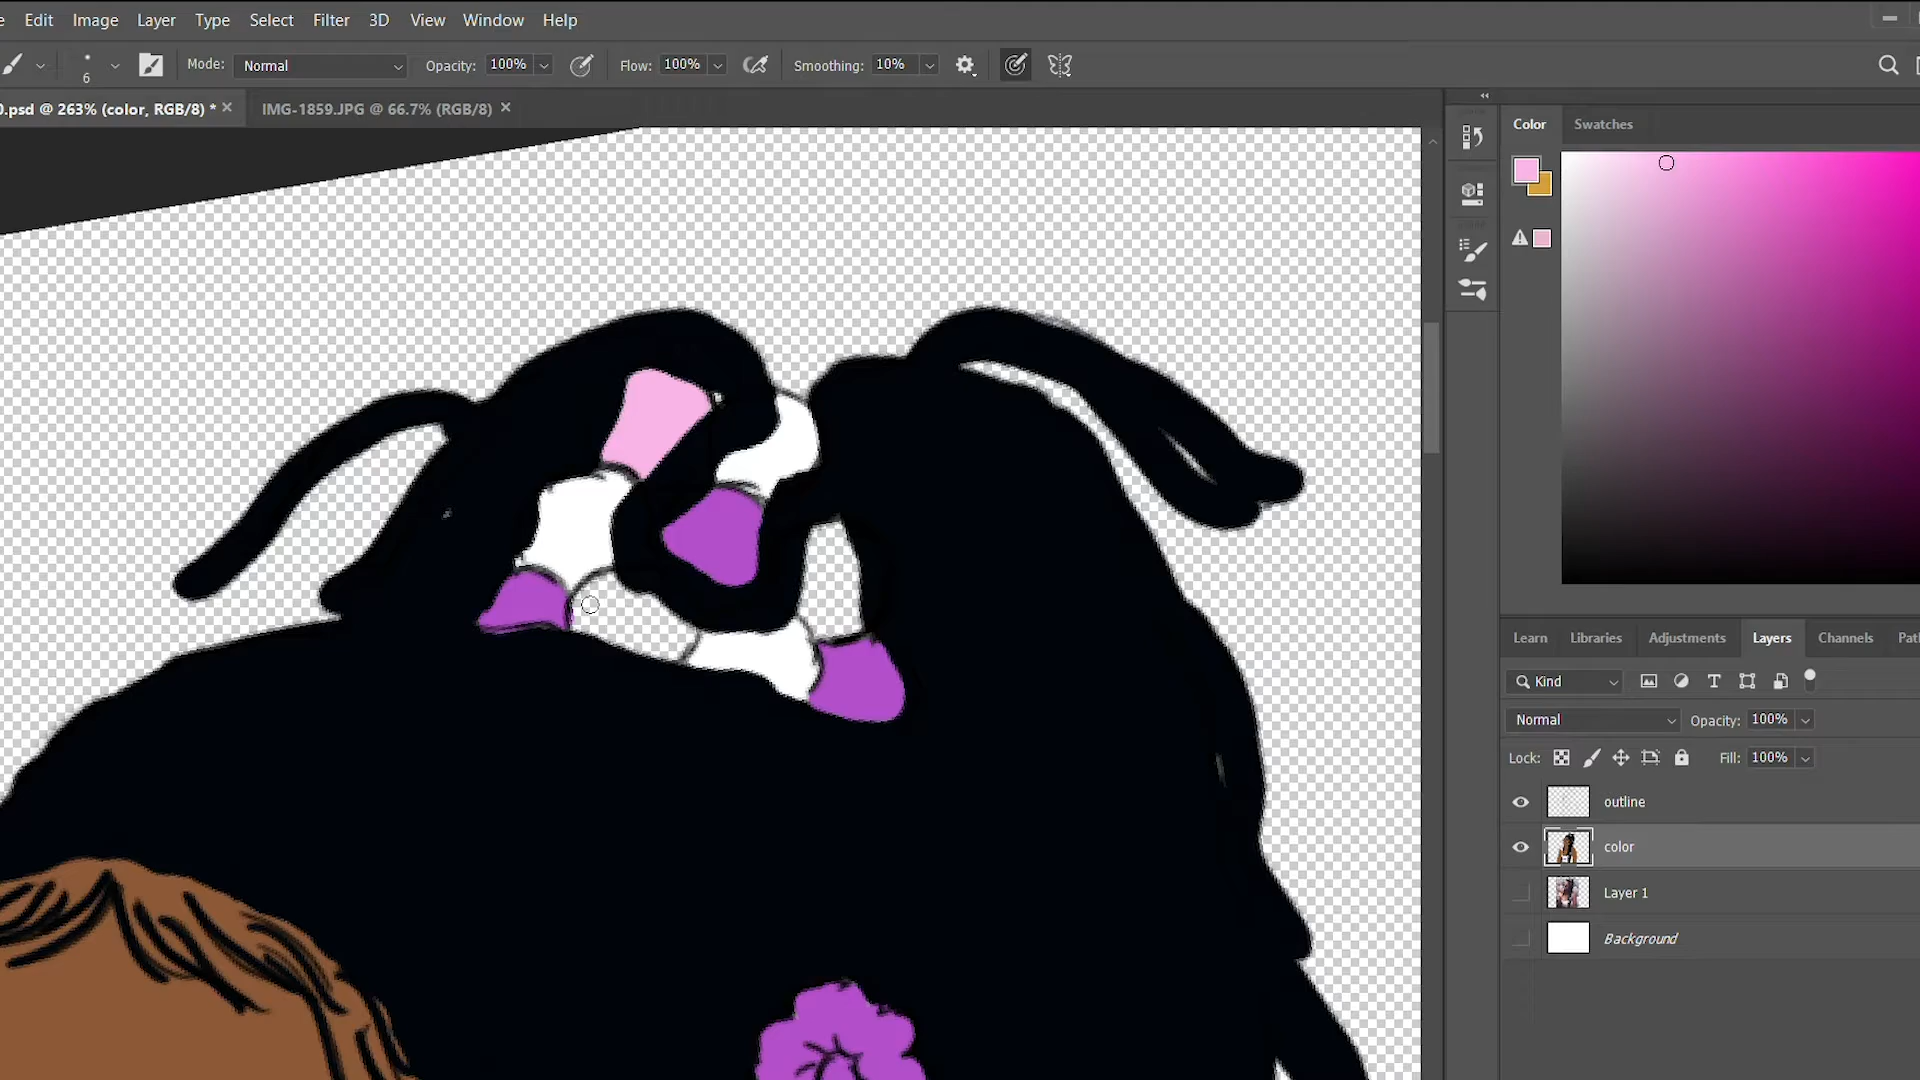 Edit Image Layer Type Select Filter 3D View Window Help
6 Mode: Normal Opacity: 100% Flow: 100% Smoothing: 10%
0.psd @ 263% (color, RGB/8) * × IMG-1859.JPG @ 66.7% (RGB/8) ×
Color Swatches
Learn Libraries Adjustments Layers Channels
Kind
Normal Opacity: 100%
Lock: Fill: 100%
outline
color
Layer 1
Background